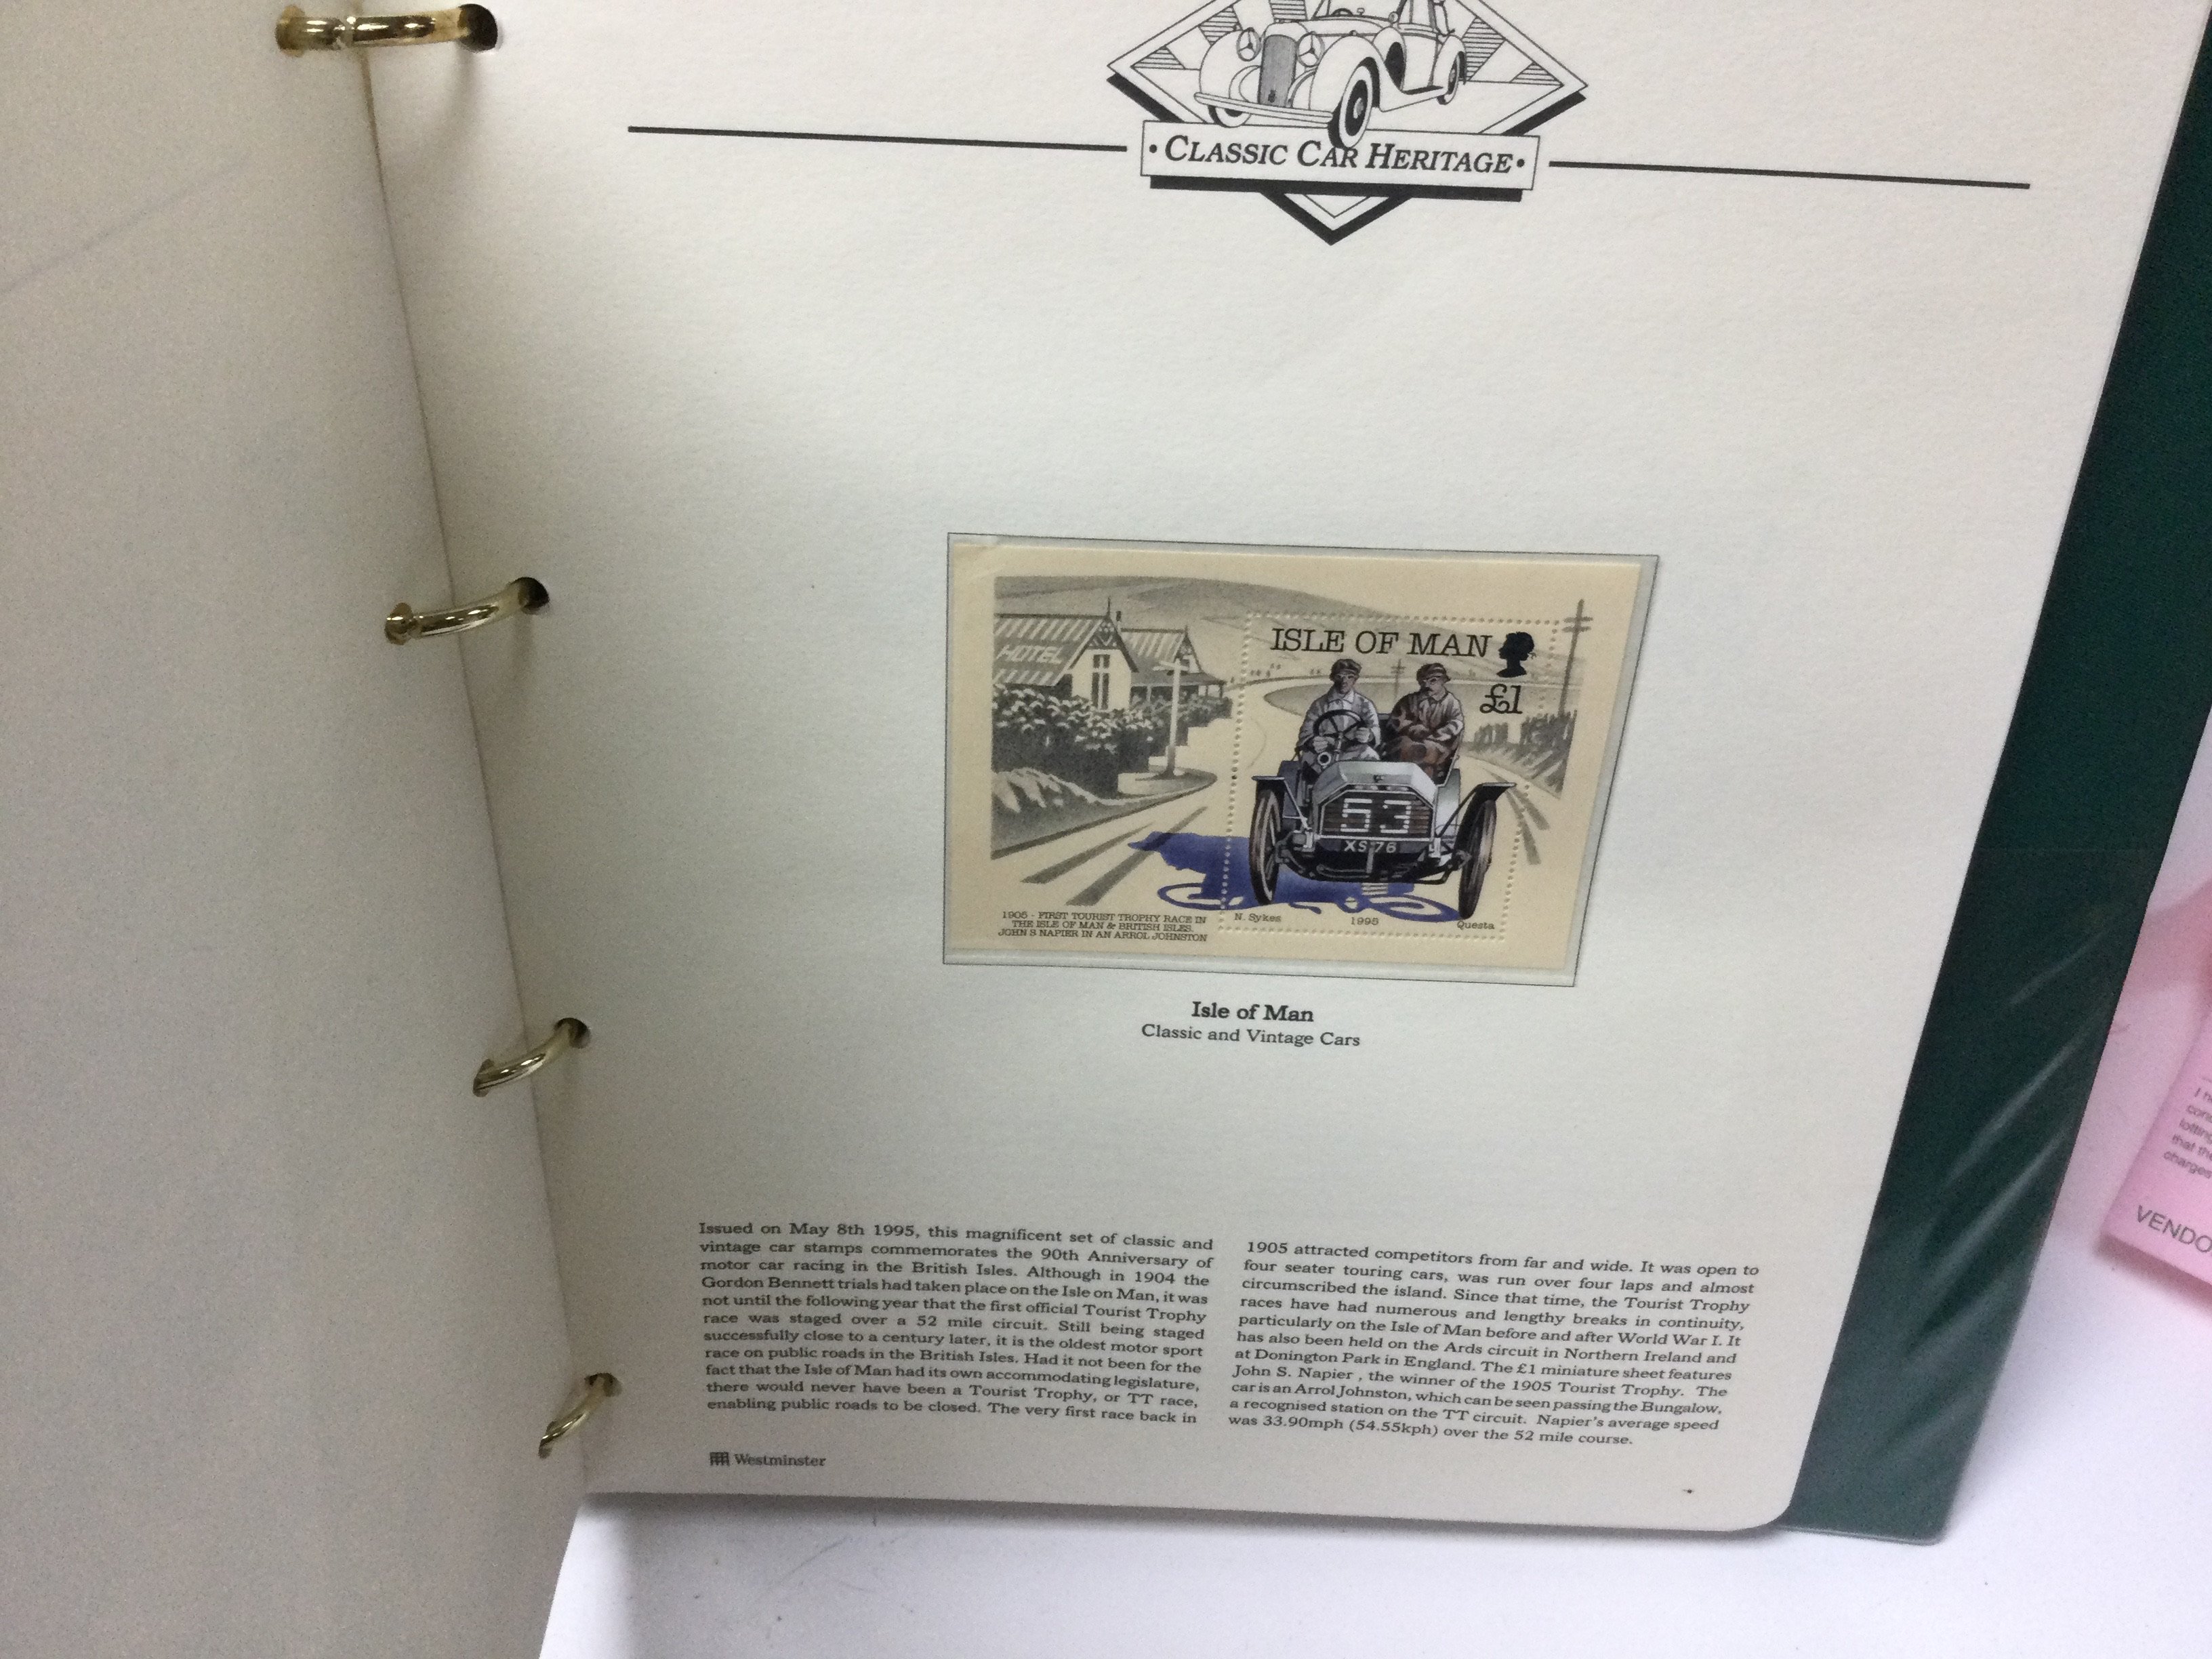 • CLASSIC CAR HERITAGE •
HOTEL
ISLE OF MAN
£1
53
XS 76
1905 - FIRST TOURIST TROPHY RACE IN
THE ISLE OF MAN & BRITISH ISLES.
JOHN S NAPIER IN AN ARROL JOHNSTON
N. Sykes 1995 Questa
Isle of Man
Classic and Vintage Cars
Issued on May 8th 1995, this magnificent set of classic and
vintage car stamps commemorates the 90th Anniversary of
motor car racing in the British Isles. Although in 1904 the
Gordon Bennett trials had taken place on the Isle on Man, it was
not until the following year that the first official Tourist Trophy
race was staged over a 52 mile circuit. Still being staged
successfully close to a century later, it is the oldest motor sport
race on public roads in the British Isles. Had it not been for the
fact that the Isle of Man had its own accommodating legislature,
there would never have been a Tourist Trophy, or TT race,
enabling public roads to be closed. The very first race back in
1905 attracted competitors from far and wide. It was open to
four seater touring cars, was run over four laps and almost
circumscribed the island. Since that time, the Tourist Trophy
races have had numerous and lengthy breaks in continuity,
particularly on the Isle of Man before and after World War I. It
has also been held on the Ards circuit in Northern Ireland and
at Donington Park in England. The £1 miniature sheet features
John S. Napier , the winner of the 1905 Tourist Trophy. The
car is an Arrol Johnston, which can be seen passing the Bungalow,
a recognised station on the TT circuit. Napier's average speed
was 33.90mph (54.55kph) over the 52 mile course.
Westminster
I
that the
charges